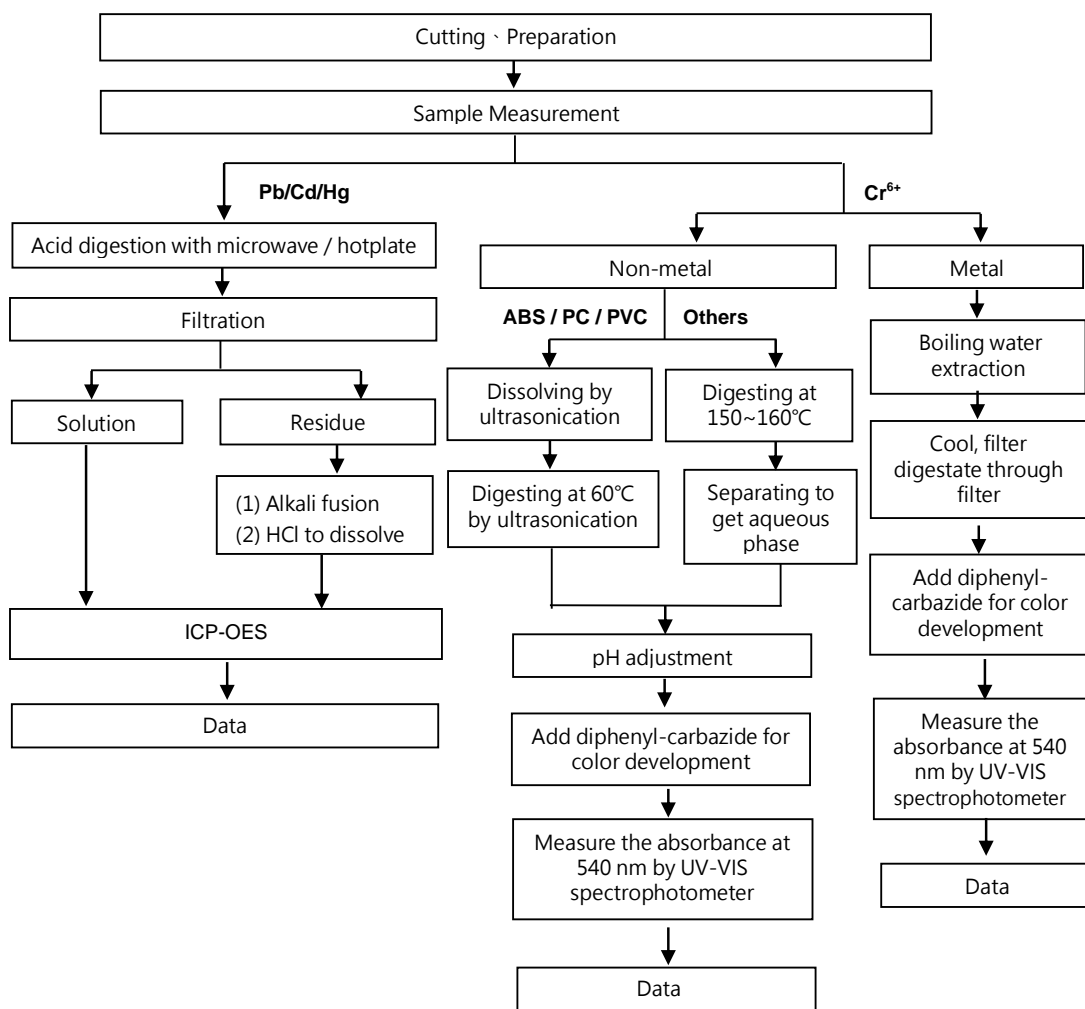 Cutting、Preparation
Sample Measurement
Pb/Cd/Hg
Acid digestion with microwave / hotplate
Filtration
Solution
Residue
(1) Alkali fusion
(2) HCl to dissolve
ICP-OES
Data
Cr6+
Non-metal
ABS / PC / PVC
Others
Dissolving by
ultrasonication
Digesting at 60℃
by ultrasonication
Digesting at
150~160℃
Separating to
get aqueous
phase
pH adjustment
Add diphenyl-carbazide for
color development
Measure the absorbance at
540 nm by UV-VIS
spectrophotometer
Data
Metal
Boiling water
extraction
Cool, filter
digestate through
filter
Add diphenyl-
carbazide for color
development
Measure the
absorbance at 540
nm by UV-VIS
spectrophotometer
Data